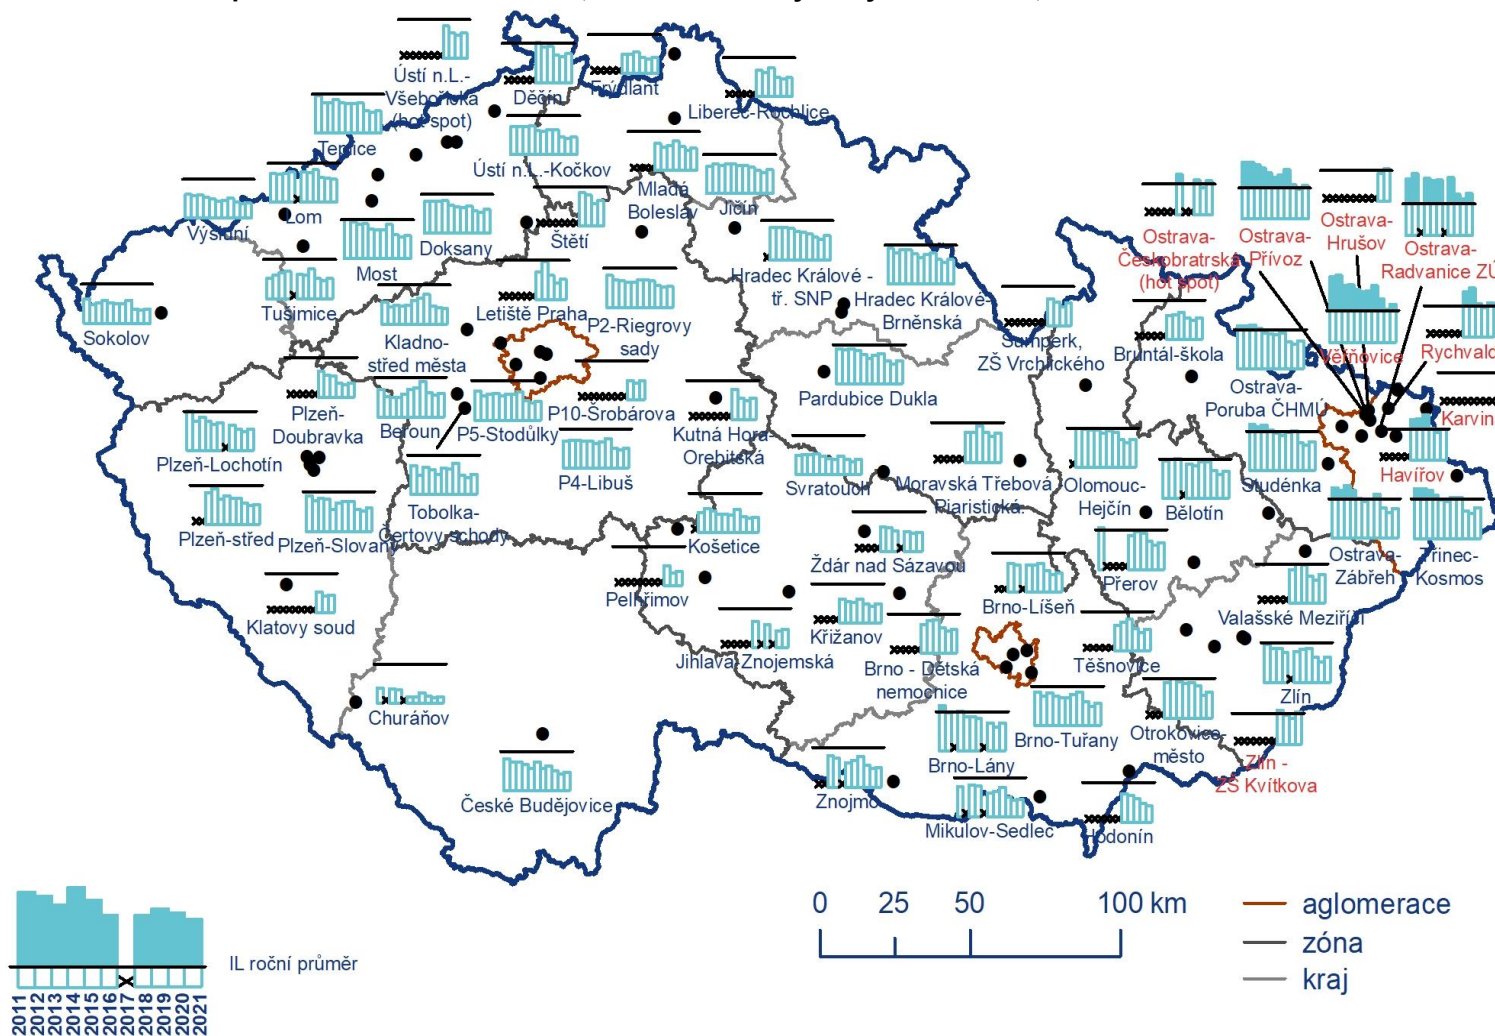 Ústí n.L.-
Všebořická
(hot spot)
Děčín
Frýdlant
Liberec-Rochlice
Teplice
Ústí n.L.-Kočkov
Mladá
Boleslav
Jičín
Lom
Výsluní
Most
Doksany
Štětí
Hradec Králové -
tř. SNP
Hradec Králové-
Brněnská
Ostrava-
Českobratrská
(hot spot)
Ostrava-
Přívoz
Ostrava-
Hrušov
Ostrava-
Radvanice ZÚ
Sokolov
Tušimice
Kladno-
střed města
Letiště Praha
P2-Riegrovy
sady
Šumperk,
ZŠ Vrchlického
Bruntál-škola
Věřňovice
Rychvald
Ostrava-
Poruba ČHMÚ
Karviná
Plzeň-
Doubravka
Beroun
P5-Stodůlky
P10-Šrobárova
Pardubice Dukla
Kutná Hora-
Orebitská
Plzeň-Lochotín
P4-Libuš
Svratouch
Moravská Třebová
Piaristická.
Olomouc-
Hejčín
Bělotín
Studénka
Havířov
Plzeň-střed
Plzeň-Slovany
Tobolka-
Čertovy schody
Košetice
Žďár nad Sázavou
Přerov
Ostrava-
Zábřeh
Třinec-
Kosmos
Klatovy soud
Pelhřimov
Křižanov
Brno-Líšeň
Valašské Meziříčí
Jihlava-Znojemská
Brno - Dětská
nemocnice
Těšnovice
Zlín
Churáňov
Brno-Tuřany
Otrokovice-
město
Brno-Lány
Zlín -
ZŠ Kvítkova
České Budějovice
Znojmo
Mikulov-Sedlec
Hodonín
0 25 50 100 km
aglomerace
zóna
kraj
IL roční průměr
2011
2012
2013
2014
2015
2016
2017
2018
2019
2020
2021